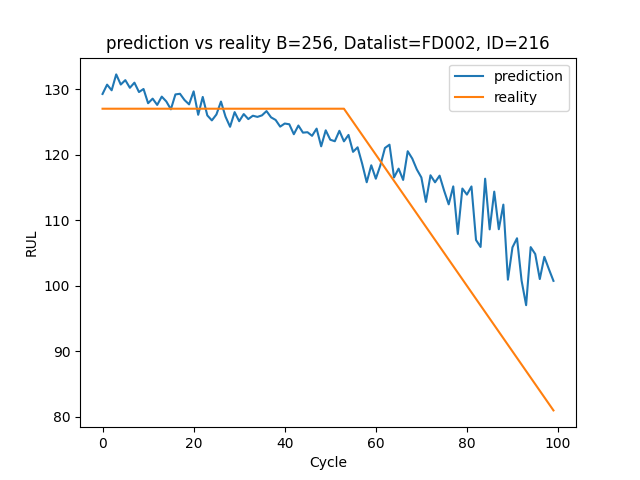 prediction vs reality B=256, Datalist=FD002, ID=216
prediction
reality
RUL
130
120
110
100
90
80
0 20 40 60 80 100
Cycle